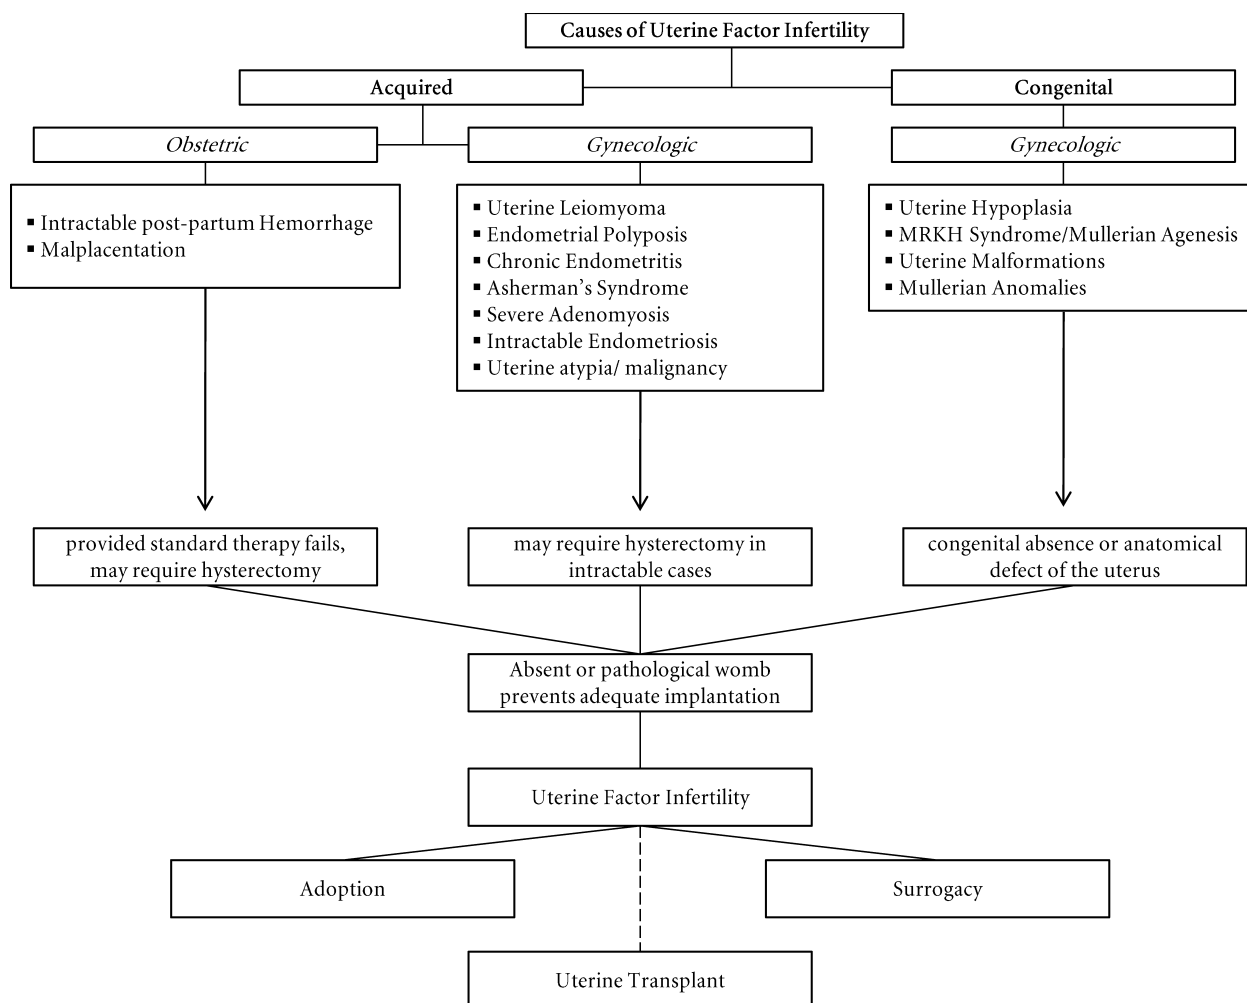 Causes of Uterine Factor Infertility
Acquired
Congenital
Obstetric
Gynecologic
Gynecologic
▪ Intractable post-partum Hemorrhage
▪ Malplacentation
▪ Uterine Leiomyoma
▪ Endometrial Polyposis
▪ Chronic Endometritis
▪ Asherman’s Syndrome
▪ Severe Adenomyosis
▪ Intractable Endometriosis
▪ Uterine atypia/ malignancy
▪ Uterine Hypoplasia
▪ MRKH Syndrome/Mullerian Agenesis
▪ Uterine Malformations
▪ Mullerian Anomalies
provided standard therapy fails,
may require hysterectomy
may require hysterectomy in
intractable cases
congenital absence or anatomical
defect of the uterus
Absent or pathological womb
prevents adequate implantation
Uterine Factor Infertility
Adoption
Surrogacy
Uterine Transplant